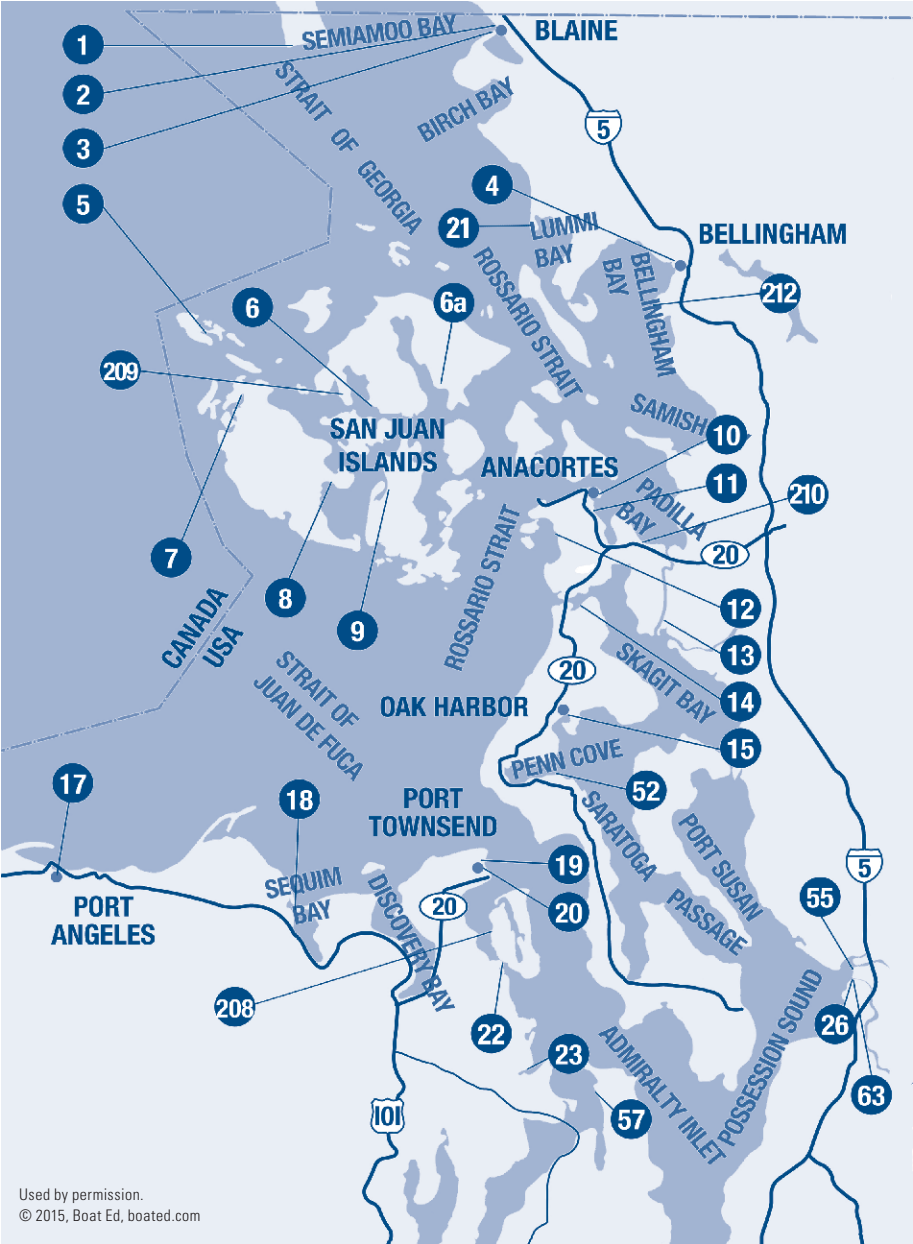 1
SEMIAMOO BAY
BLAINE
2
STRAIT OF GEORGIA
BIRCH BAY
3
5
4
5
21
LUMMI
BAY
BELLINGHAM
ROSSARIO STRAIT
BELLINGHAM
BAY
212
6
6a
209
SAMISH
10
SAN JUAN
ISLANDS
ANACORTES
11
PADILLA
BAY
210
20
7
8
9
ROSSARIO STRAIT
12
CANADA
USA
13
20
SKAGIT BAY
14
STRAIT OF
JUAN DE FUCA
OAK HARBOR
15
PENN COVE
52
17
18
PORT
TOWNSEND
SARATOGA
PASSAGE
PORT SUSAN
19
5
SEQUIM
BAY
DISCOVERY BAY
20
20
55
PORT
ANGELES
208
22
26
POSSESSION SOUND
23
ADMIRALTY INLET
63
57
101
Used by permission.
© 2015, Boat Ed, boated.com